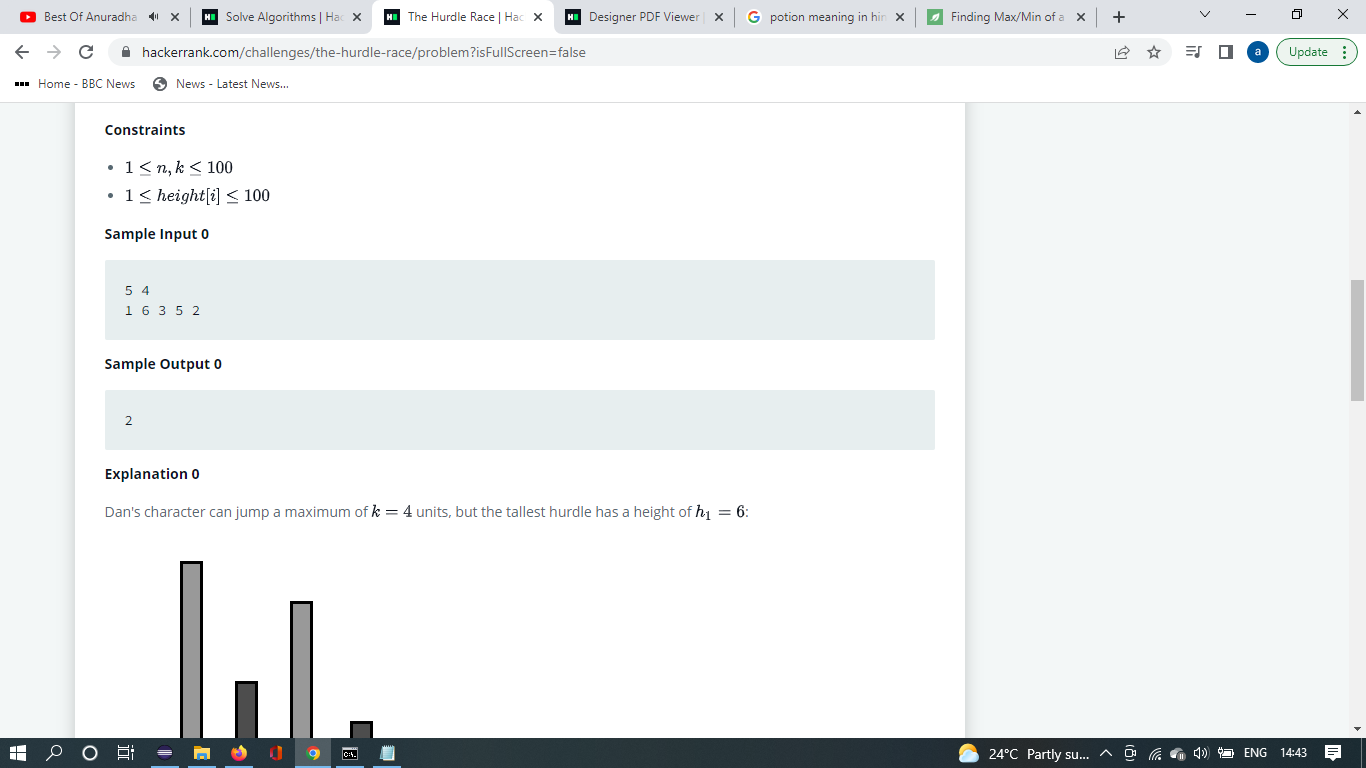 Best Of Anuradha
Solve Algorithms | Hac
The Hurdle Race | Hac
Designer PDF Viewer |
potion meaning in hin
Finding Max/Min of a
hackerrank.com/challenges/the-hurdle-race/problem?isFullScreen=false
a
Update
Home - BBC News
News - Latest News...
Constraints
1 ≤ n, k ≤ 100
1 ≤ height[i] ≤ 100
Sample Input 0
5 4
1 6 3 5 2
Sample Output 0
2
Explanation 0
Dan's character can jump a maximum of k = 4 units, but the tallest hurdle has a height of h₁ = 6:
24°C Partly su...
ENG
14:43